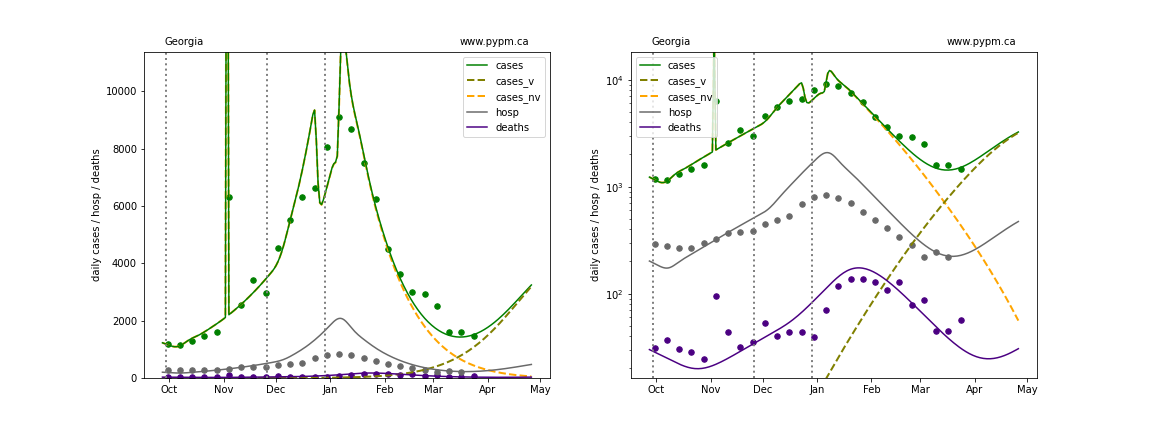 Georgia
www.pypm.ca
daily cases / hosp / deaths
10000
8000
6000
4000
2000
0
cases
cases_v
cases_nv
hosp
deaths
Oct
Nov
Dec
Jan
Feb
Mar
Apr
May
Georgia
www.pypm.ca
daily cases / hosp / deaths
10⁴
10³
10²
cases
cases_v
cases_nv
hosp
deaths
Oct
Nov
Dec
Jan
Feb
Mar
Apr
May